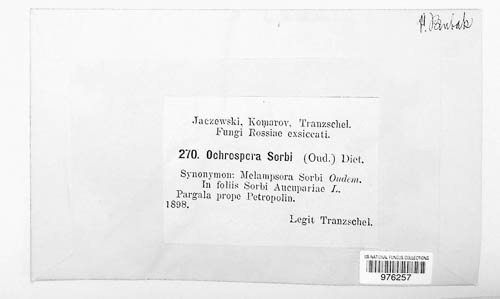 H. Bubak
Jaczewski, Komarov, Tranzschel.
Fungi Rossiae exsiccati.
270. Ochrospora Sorbi (Oud.) Diet.
Synonymon: Melampsora Sorbi Oudem.
In foliis Sorbi Aucupariae L.
Pargala prope Petropolin.
1898.
Legit Tranzschel.
US NATIONAL FUNGUS COLLECTIONS
976257